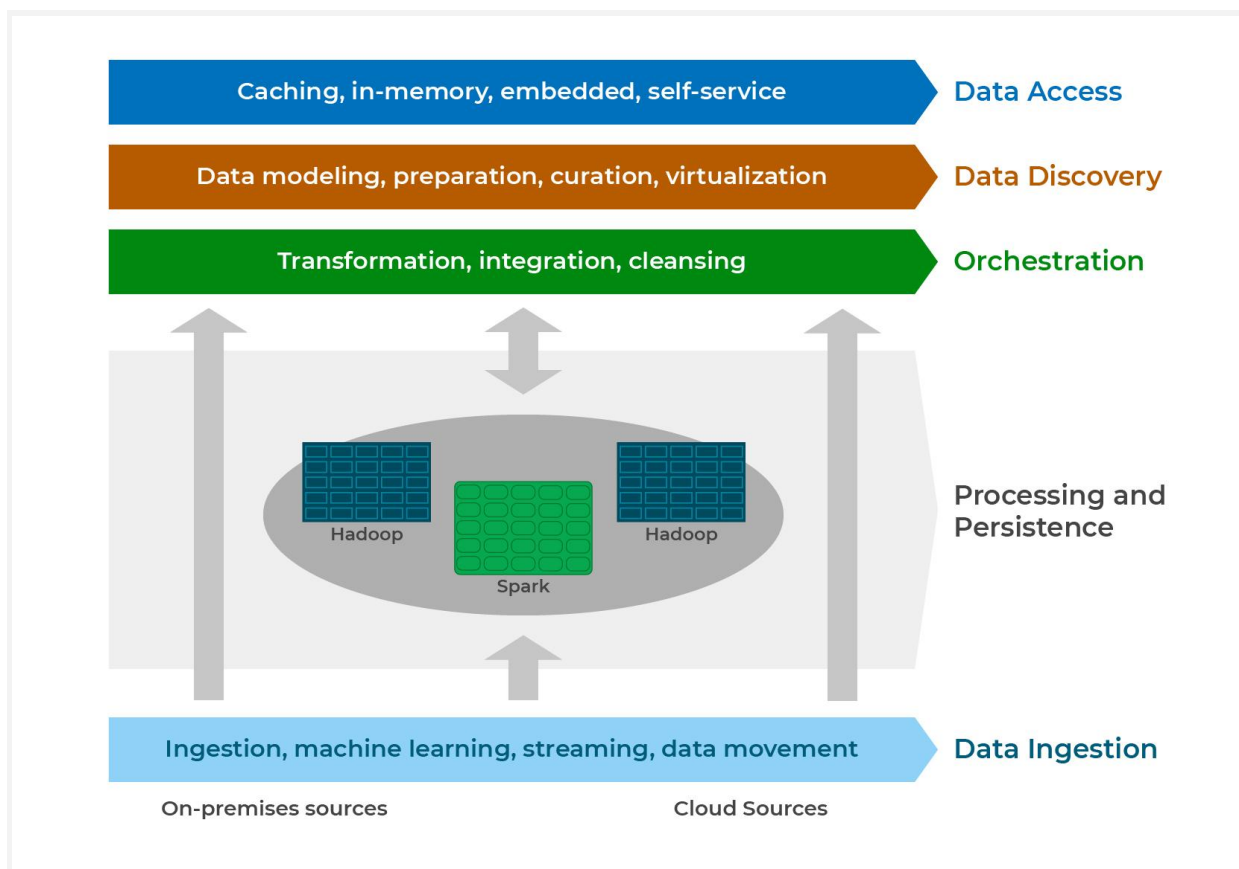 Caching, in-memory, embedded, self-service
Data Access
Data modeling, preparation, curation, virtualization
Data Discovery
Transformation, integration, cleansing
Orchestration
Hadoop
Hadoop
Spark
Processing and
Persistence
Ingestion, machine learning, streaming, data movement
Data Ingestion
On-premises sources
Cloud Sources